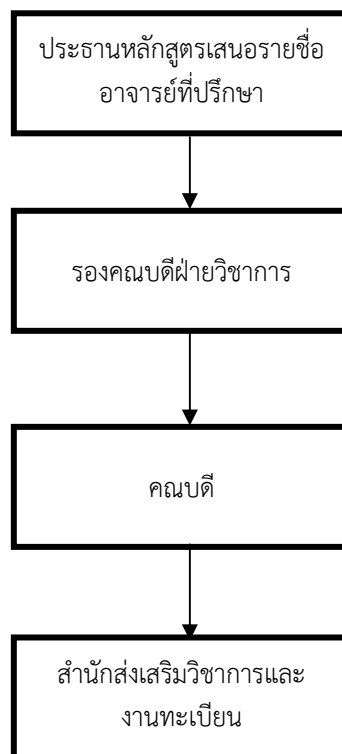 ประธานหลักสูตรเสนอรายชื่อ
อาจารย์ที่ปรึกษา
รองคณบดีฝ่ายวิชาการ
คณบดี
สำนักส่งเสริมวิชาการและ
งานทะเบียน